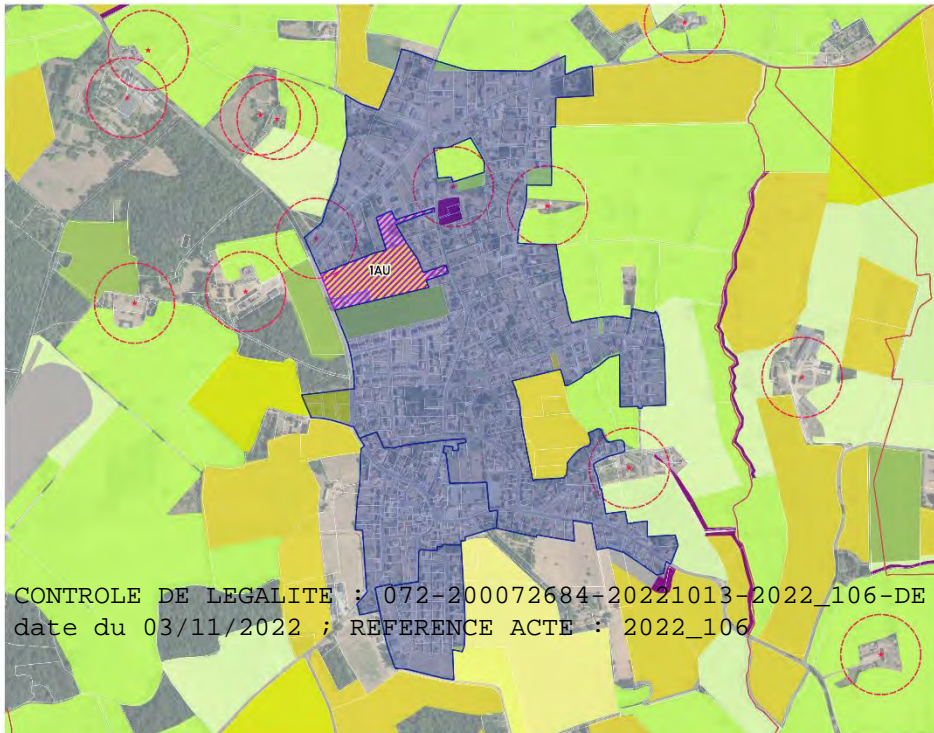 1AU
CONTROLE DE LEGALITE : 072-200072684-20221013-2022_106-DE
date du 03/11/2022 ; REFERENCE ACTE : 2022_106